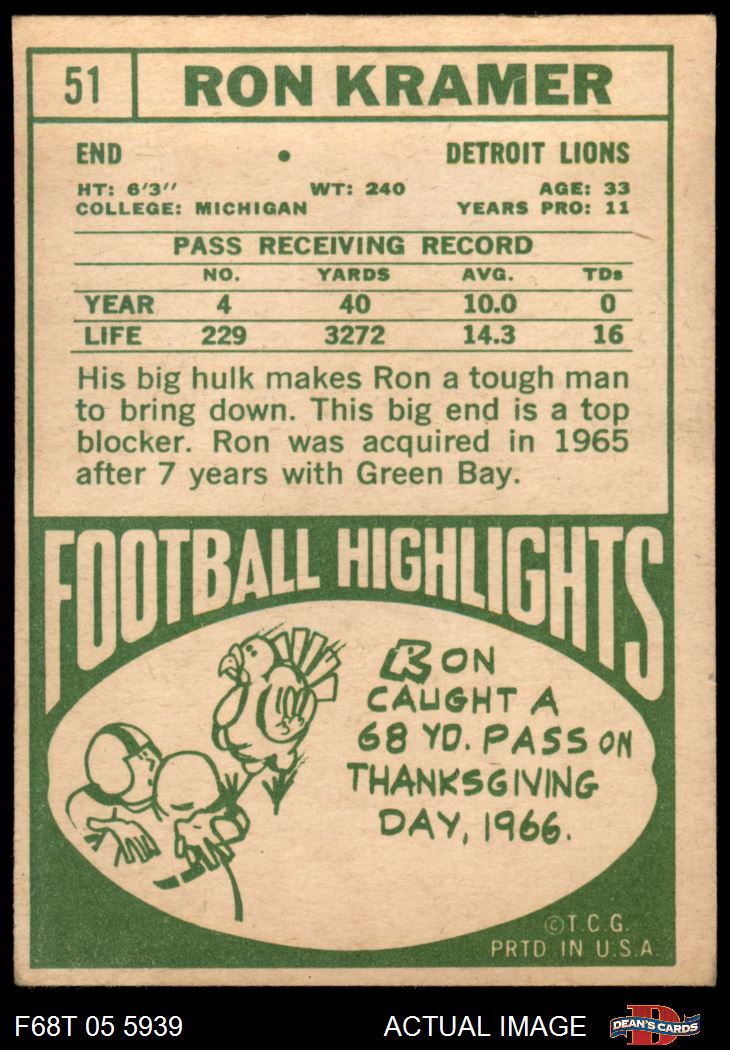 51 RON KRAMER
END • DETROIT LIONS
HT: 6'3" WT: 240 AGE: 33
COLLEGE: MICHIGAN YEARS PRO: 11
PASS RECEIVING RECORD
NO. YARDS AVG. TDs
YEAR 4 40 10.0 0
LIFE 229 3272 14.3 16
His big hulk makes Ron a tough man
to bring down. This big end is a top
blocker. Ron was acquired in 1965
after 7 years with Green Bay.
FOOTBALL HIGHLIGHTS
RON
CAUGHT A
68 YD. PASS ON
THANKSGIVING
DAY, 1966.
©T.C.G.
PRTD IN U.S.A
F68T 05 5939 ACTUAL IMAGE DEAN'S CARDS